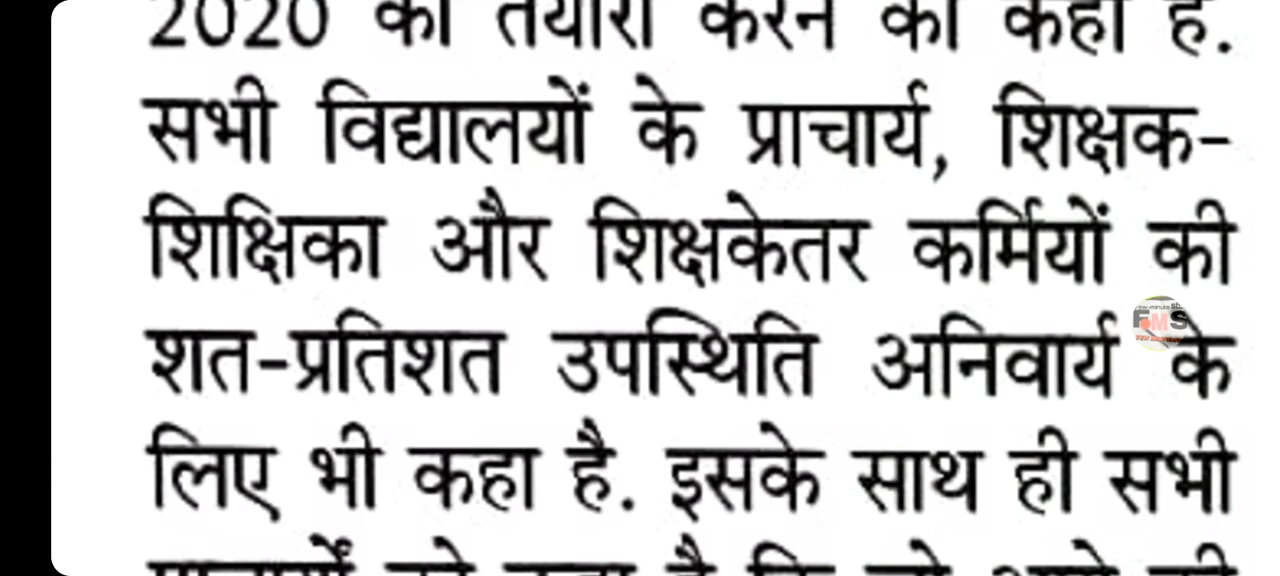 2020 की तैयारी करने को कहा है.
सभी विद्यालयों के प्राचार्य, शिक्षक-
शिक्षिका और शिक्षकेतर कर्मियों की
शत-प्रतिशत उपस्थिति अनिवार्य के
लिए भी कहा है. इसके साथ ही सभी